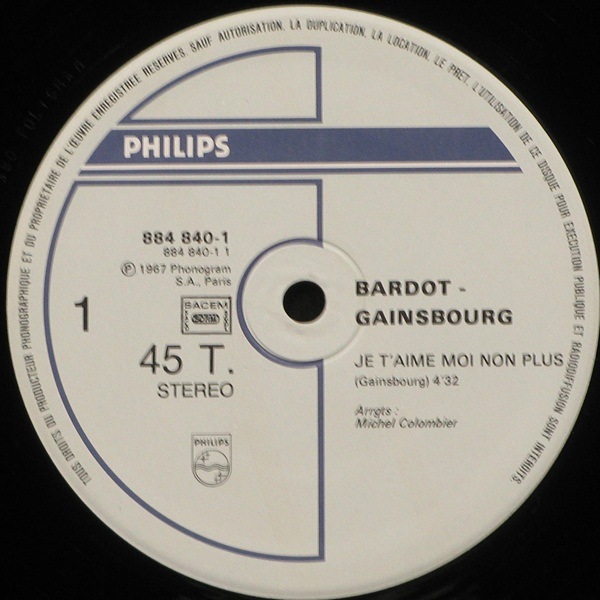 TOUS DROITS DU PRODUCTEUR PHONOGRAPHIQUE ET DU PROPRIETAIRE DE L'ŒUVRE ENREGISTREE RESERVES. SAUF AUTORISATION, LA DUPLICATION, LA LOCATION, LE PRET, L'UTILISATION DE CE DISQUE POUR EXECUTION PUBLIQUE ET RADIODIFFUSION SONT INTERDITS.
PHILIPS
884 840-1
884 840-1 1
Ⓟ 1967 Phonogram
S.A., Paris
SACEM
1
45 T.
STEREO
PHILIPS
BARDOT -
GAINSBOURG
JE T'AIME MOI NON PLUS
(Gainsbourg) 4'32
Arrgts :
Michel Colombier